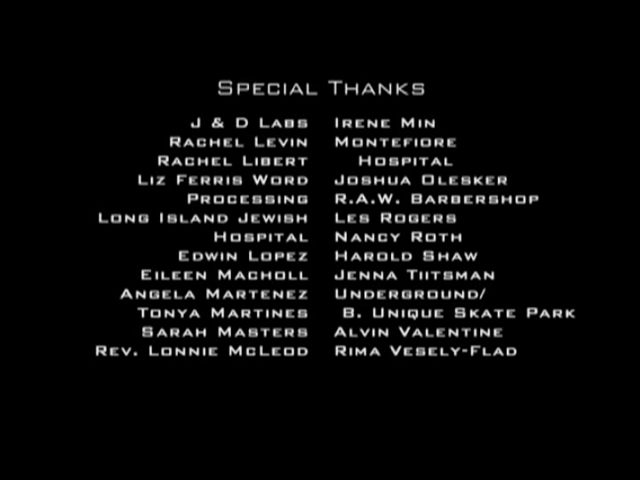 SPECIAL THANKS
J & D LABS
RACHEL LEVIN
RACHEL LIBERT
LIZ FERRIS WORD
PROCESSING
LONG ISLAND JEWISH
HOSPITAL
EDWIN LOPEZ
EILEEN MACHOLL
ANGELA MARTENEZ
TONYA MARTINES
SARAH MASTERS
REV. LONNIE MCLEOD
IRENE MIN
MONTEFIORE
HOSPITAL
JOSHUA OLESKER
R.A.W. BARBERSHOP
LES ROGERS
NANCY ROTH
HAROLD SHAW
JENNA TIITSMAN
UNDERGROUND/
B. UNIQUE SKATE PARK
ALVIN VALENTINE
RIMA VESELY-FLAD